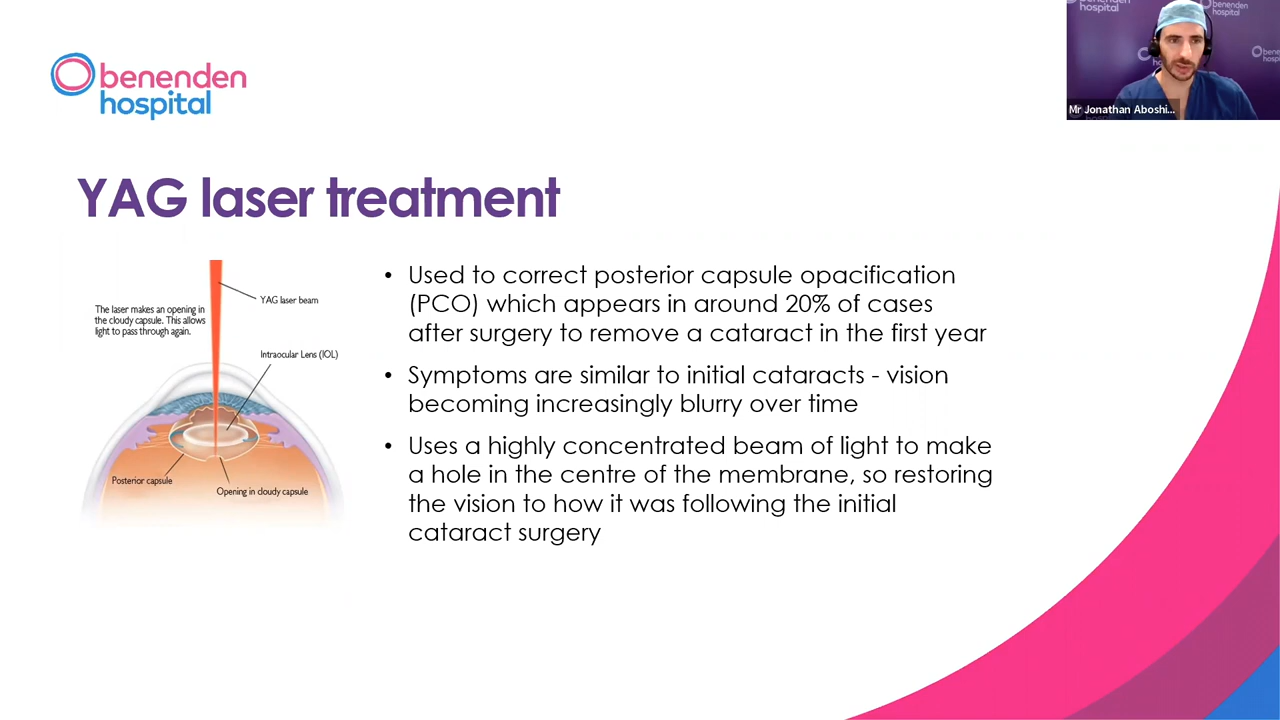 benenden
hospital
hospital
benenden
hospital
Mr Jonathan Aboshi...
YAG laser treatment
The laser makes an opening in
the cloudy capsule. This allows
light to pass through again.
YAG laser beam
Intraocular Lens (IOL)
Posterior capsule
Opening in cloudy capsule
• Used to correct posterior capsule opacification
(PCO) which appears in around 20% of cases
after surgery to remove a cataract in the first year
• Symptoms are similar to initial cataracts - vision
becoming increasingly blurry over time
• Uses a highly concentrated beam of light to make
a hole in the centre of the membrane, so restoring
the vision to how it was following the initial
cataract surgery